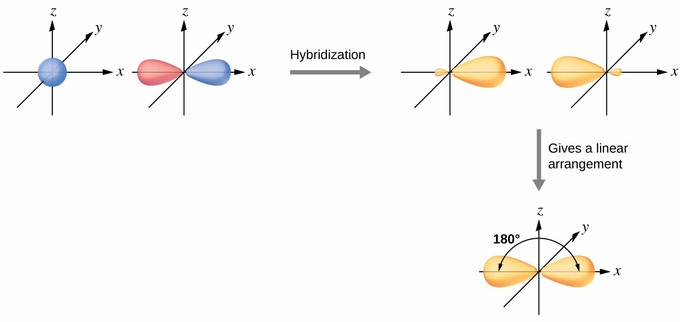 z
y
x
z
y
x
Hybridization
z
y
x
z
y
x
Gives a linear
arrangement
z
y
180°
x